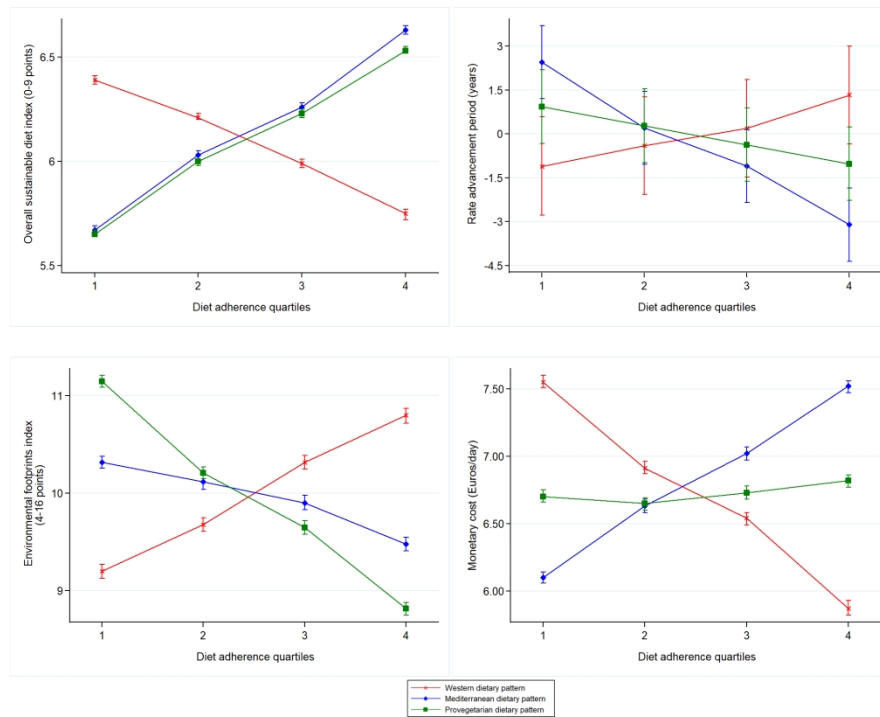 Overall sustainable diet index (0-9 points)
6.5
6
5.5
1 2 3 4
Diet adherence quartiles
Rate advancement period (years)
3
1.5
0
-1.5
-3
-4.5
1 2 3 4
Diet adherence quartiles
Environmental footprints index
(4-16 points)
11
10
9
1 2 3 4
Diet adherence quartiles
Monetary cost (Euros/day)
7.50
7.00
6.50
6.00
1 2 3 4
Diet adherence quartiles
Western dietary pattern
Mediterranean dietary pattern
Provegetarian dietary pattern